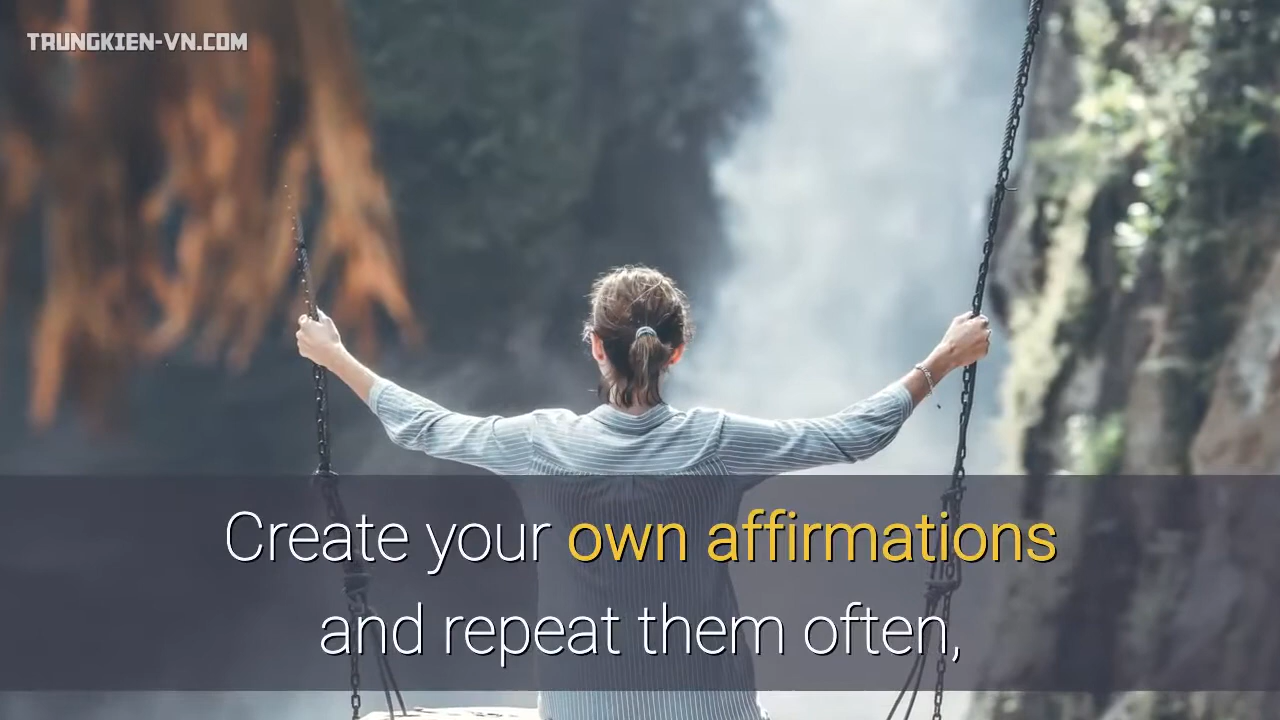 TRUNGKIEN-VN.COM
Create your own affirmations
and repeat them often,